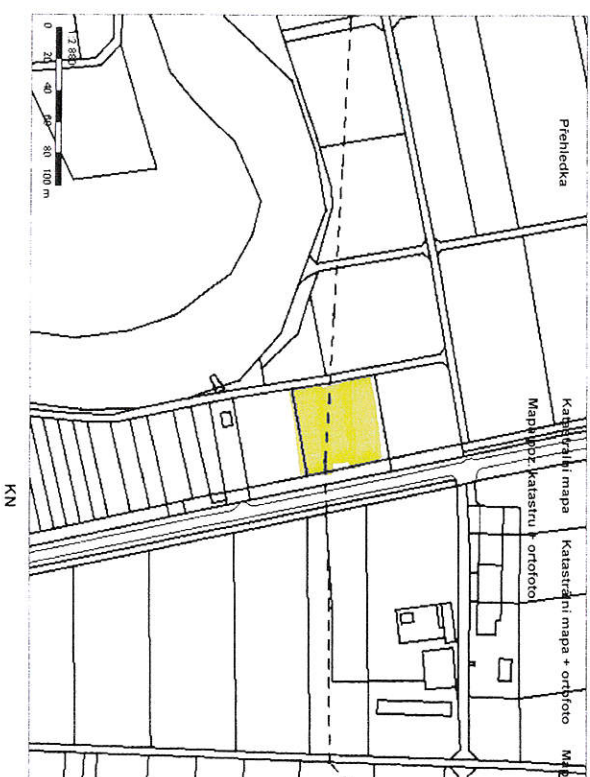 Přehledka
Katastrální mapa Katastrální mapa + ortofoto
Mapa poz. katastru + ortofoto
1:2 880
0 20 40 60 80 100 m
KN